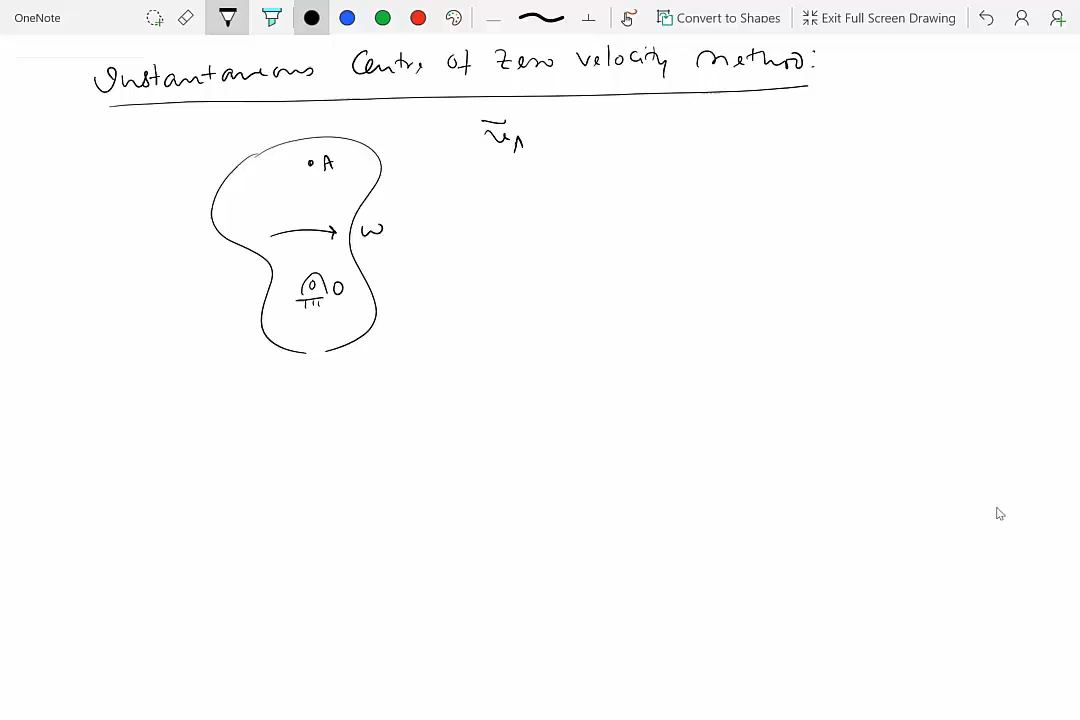 OneNote
Convert to Shapes
Exit Full Screen Drawing
Instantaneous Centre of Zero velocity method:
v̄A
A
ω
O